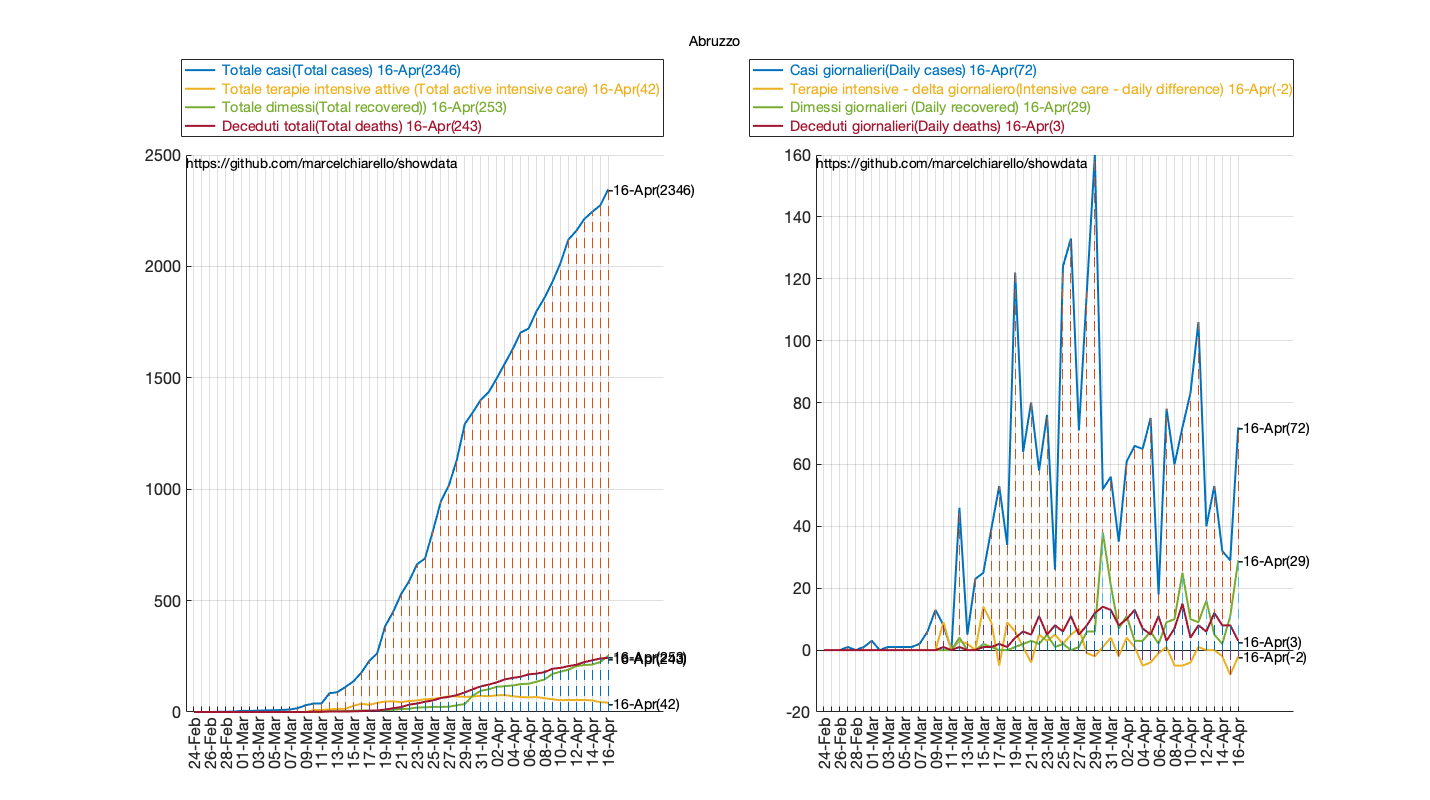 Abruzzo
Totale casi(Total cases) 16-Apr(2346)
Totale terapie intensive attive (Total active intensive care) 16-Apr(42)
Totale dimessi(Total recovered)) 16-Apr(253)
Deceduti totali(Total deaths) 16-Apr(243)
https://github.com/marcelchiarello/showdata
2500
2000
1500
1000
500
0
16-Apr(2346)
16-Apr(253)
16-Apr(243)
16-Apr(42)
24-Feb
26-Feb
28-Feb
01-Mar
03-Mar
05-Mar
07-Mar
09-Mar
11-Mar
13-Mar
15-Mar
17-Mar
19-Mar
21-Mar
23-Mar
25-Mar
27-Mar
29-Mar
31-Mar
02-Apr
04-Apr
06-Apr
08-Apr
10-Apr
12-Apr
14-Apr
16-Apr
Casi giornalieri(Daily cases) 16-Apr(72)
Terapie intensive - delta giornaliero(Intensive care - daily difference) 16-Apr(-2)
Dimessi giornalieri (Daily recovered) 16-Apr(29)
Deceduti giornalieri(Daily deaths) 16-Apr(3)
https://github.com/marcelchiarello/showdata
160
140
120
100
80
60
40
20
0
-20
16-Apr(72)
16-Apr(29)
16-Apr(3)
16-Apr(-2)
24-Feb
26-Feb
28-Feb
01-Mar
03-Mar
05-Mar
07-Mar
09-Mar
11-Mar
13-Mar
15-Mar
17-Mar
19-Mar
21-Mar
23-Mar
25-Mar
27-Mar
29-Mar
31-Mar
02-Apr
04-Apr
06-Apr
08-Apr
10-Apr
12-Apr
14-Apr
16-Apr